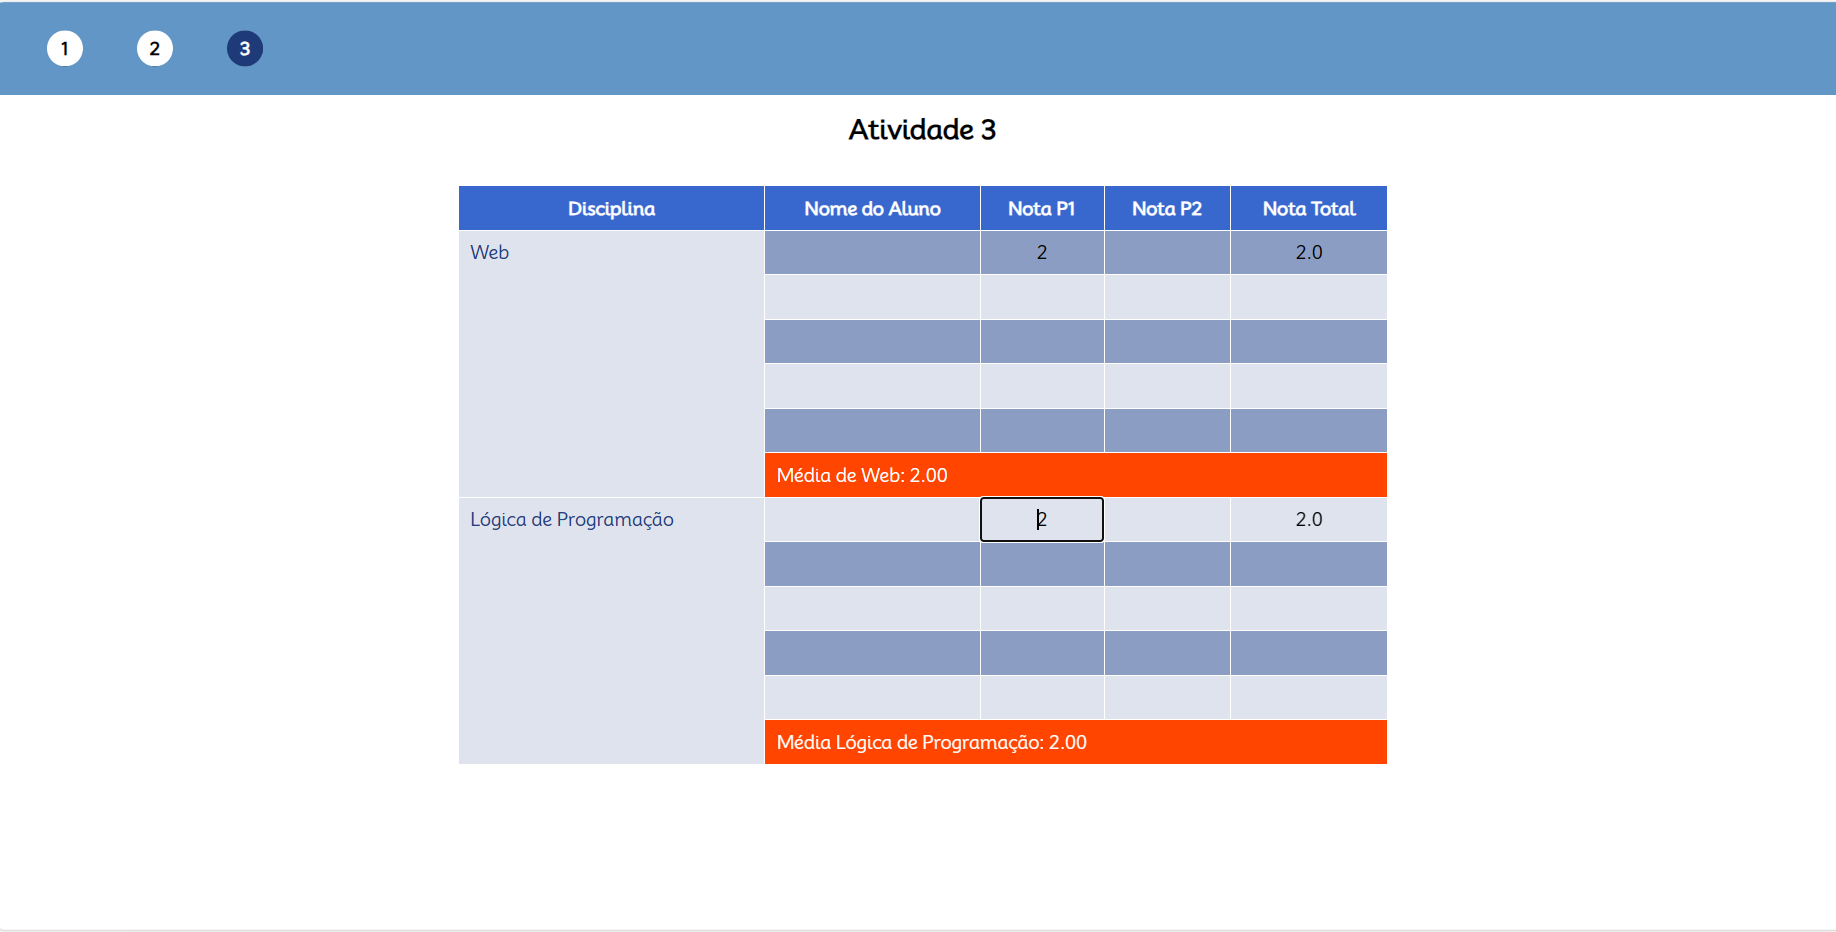 1 2 3
Atividade 3
Disciplina Nome do Aluno Nota P1 Nota P2 Nota Total
Web 2 2.0
Média de Web: 2.00
Lógica de Programação 2 2.0
Média Lógica de Programação: 2.00